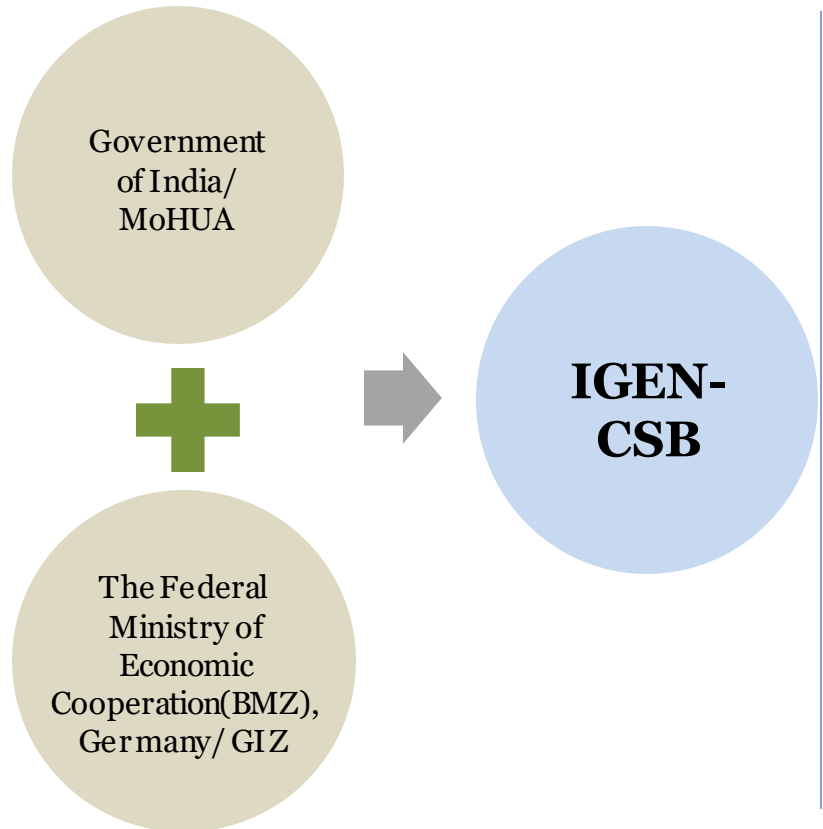 Government
of India/
MoHUA
IGEN-
CSB
The Federal
Ministry of
Economic
Cooperation(BMZ),
Germany/ GIZ